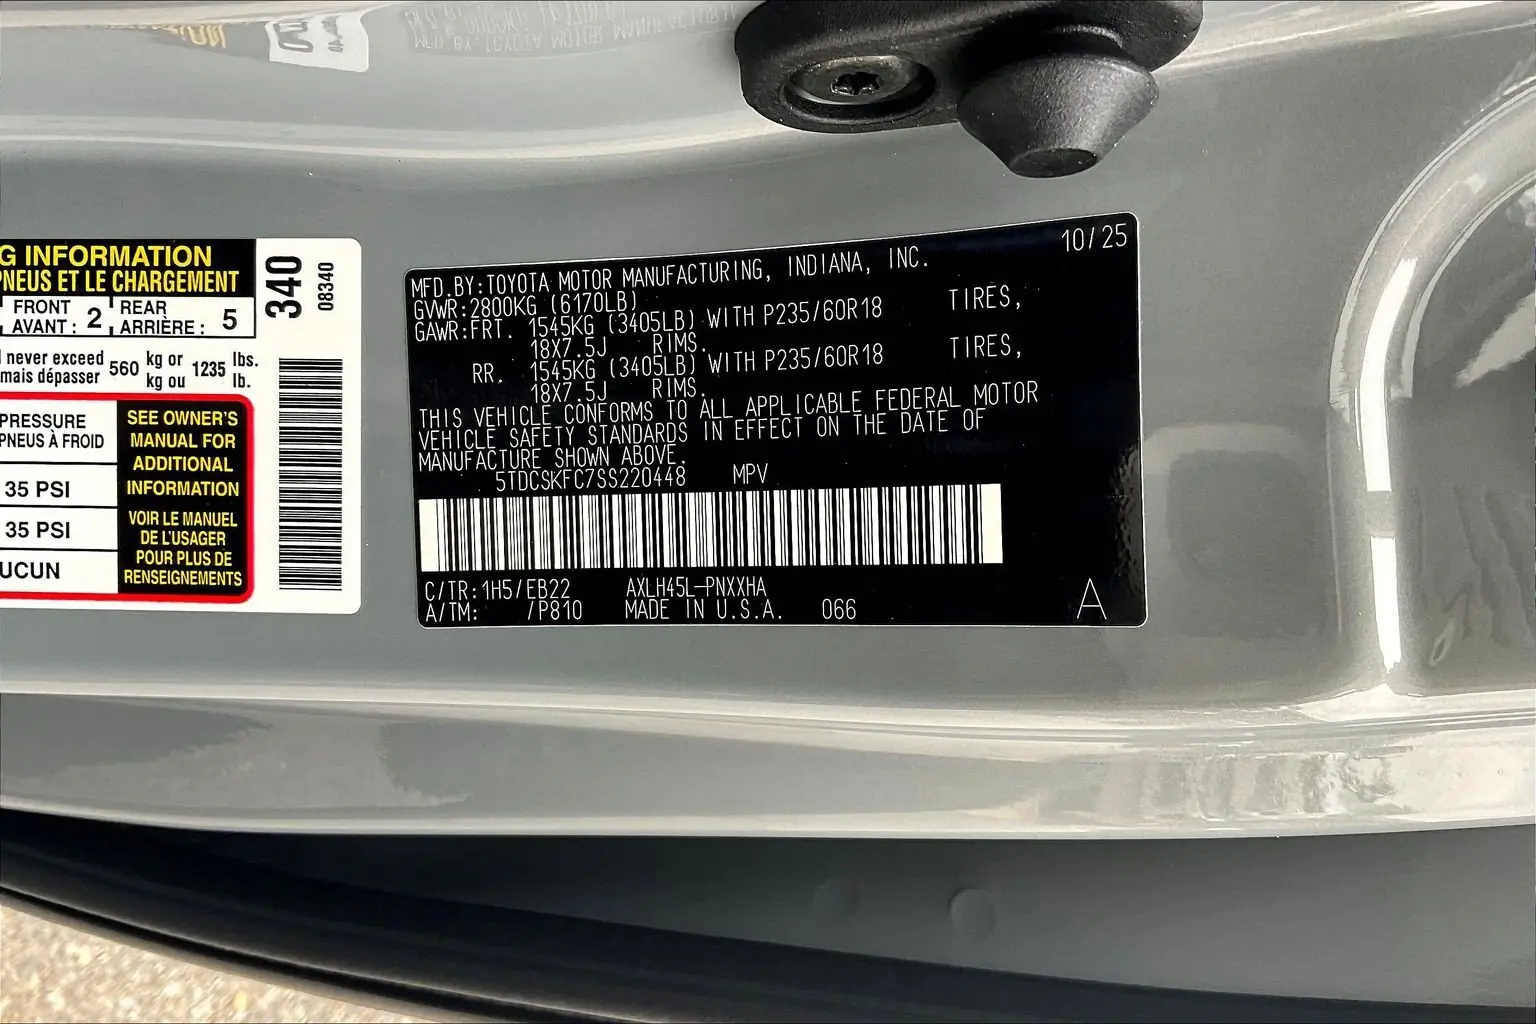 G INFORMATION
PNEUS ET LE CHARGEMENT
FRONT REAR
AVANT : 2 ARRIÈRE : 5
l never exceed 560 kg or 1235 lbs.
mais dépasser kg ou lb.
PRESSURE
PNEUS À FROID
35 PSI
35 PSI
UCUN
SEE OWNER'S
MANUAL FOR
ADDITIONAL
INFORMATION
VOIR LE MANUEL
DE L'USAGER
POUR PLUS DE
RENSEIGNEMENTS
340
08340
10/25
MFD.BY:TOYOTA MOTOR MANUFACTURING, INDIANA, INC.
GVWR:2800KG (6170LB)
GAWR:FRT. 1545KG (3405LB) WITH P235/60R18 TIRES,
18X7.5J RIMS.
RR. 1545KG (3405LB) WITH P235/60R18 TIRES,
18X7.5J RIMS.
THIS VEHICLE CONFORMS TO ALL APPLICABLE FEDERAL MOTOR
VEHICLE SAFETY STANDARDS IN EFFECT ON THE DATE OF
MANUFACTURE SHOWN ABOVE.
5TDCSKFC7SS220448 MPV
C/TR:1H5/EB22 AXLH45L-PNXXHA
A/TM: /P810 MADE IN U.S.A. 066
A